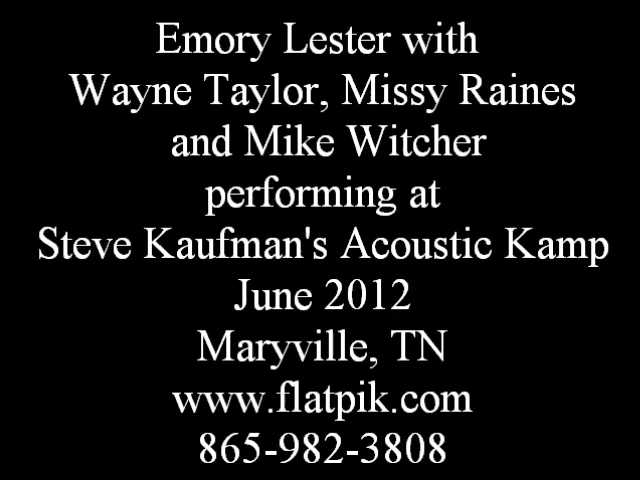 Emory Lester with
Wayne Taylor, Missy Raines
and Mike Witcher
performing at
Steve Kaufman's Acoustic Kamp
June 2012
Maryville, TN
www.flatpik.com
865-982-3808